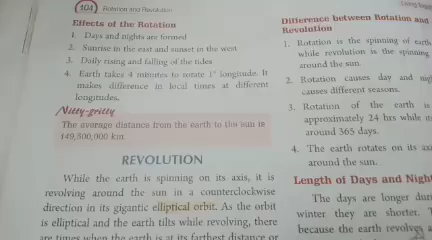 104 Rotation and Revolution
Effects of the Rotation
1. Days and nights are formed
2. Sunrise in the east and sunset in the west
3. Daily rising and falling of the tides
4. Earth takes 4 minutes to rotate 1° longitude. It
makes difference in local times at different
longitudes.
Nitty-gritty
The average distance from the earth to the sun is
149,800,000 km.
REVOLUTION
While the earth is spinning on its axis, it is
revolving around the sun in a counterclockwise
direction in its gigantic elliptical orbit. As the orbit
is elliptical and the earth tilts while revolving, there
are times when the earth is at its farthest distance or
Living
Difference between Rotation and
Revolution
1. Rotation is the spinning of earth
while revolution is the spinning
around the sun.
2. Rotation causes day and
causes different seasons.
3. Rotation of the earth is
approximately 24 hrs while
around 365 days.
4. The earth rotates on its
around the sun.
Length of Days and Night
The days are longer
winter they are shorter.
because the earth revolves